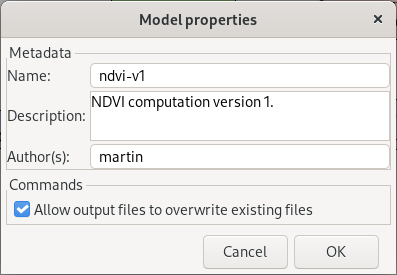 Model properties
Metadata
Name: ndvi-v1
Description: NDVI computation version 1.
Author(s): martin
Commands
Allow output files to overwrite existing files
Cancel OK